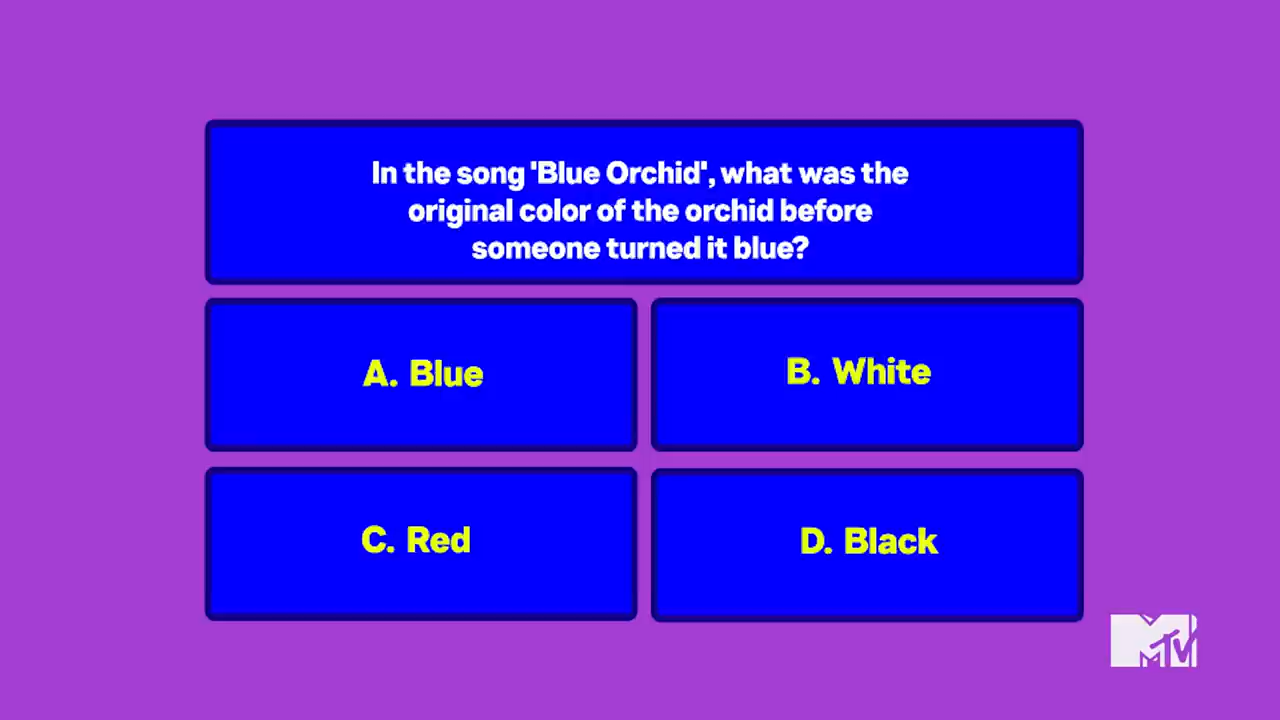 In the song 'Blue Orchid', what was the
original color of the orchid before
someone turned it blue?
A. Blue
B. White
C. Red
D. Black
MTV